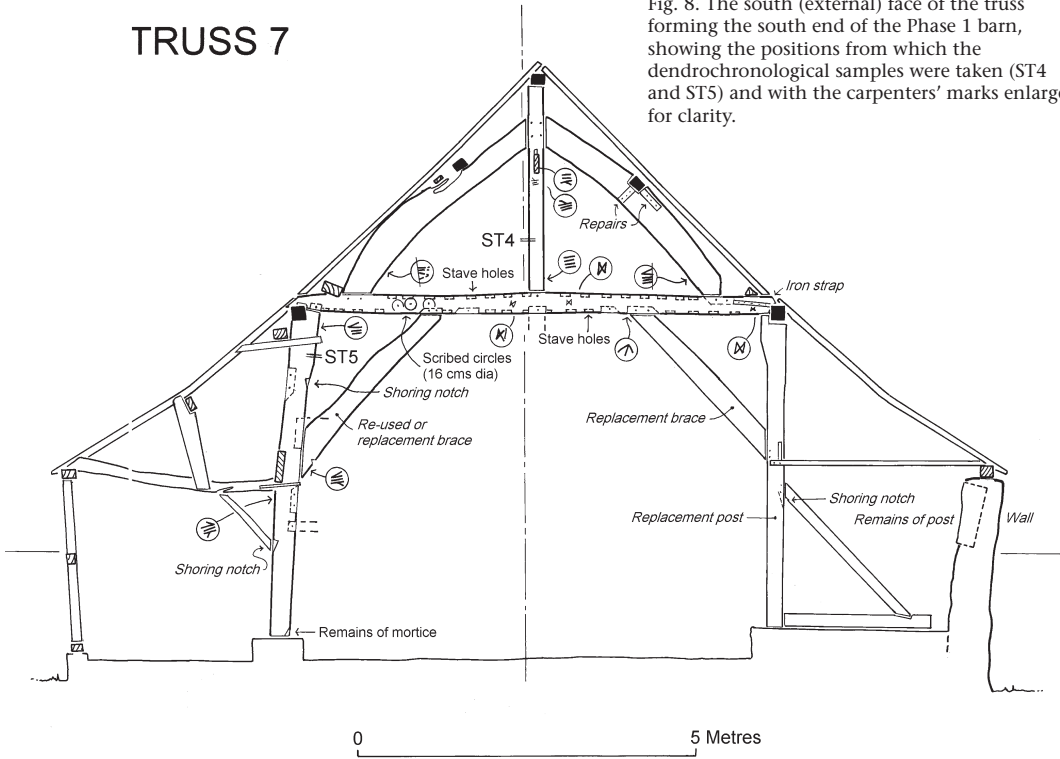 TRUSS 7
Fig. 8. The south (external) face of the truss
forming the south end of the Phase 1 barn,
showing the positions from which the
dendrochronological samples were taken (ST4
and ST5) and with the carpenters' marks
for clarity.
Repairs
ST4
Stave holes
Iron strap
Stave holes
ST5
Scribed circles
(16 cms dia)
Shoring notch
Re-used or
replacement brace
Replacement brace
Replacement post
Shoring notch
Remains of post
Wall
Shoring notch
Remains of mortice
0
5 Metres